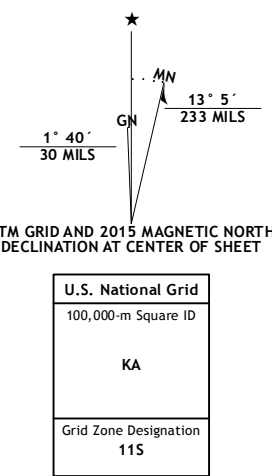 ★
MN
GN
13° 5´
233 MILS
1° 40´
30 MILS
TM GRID AND 2015 MAGNETIC NORTH
DECLINATION AT CENTER OF SHEET
U.S. National Grid
100,000-m Square ID
KA
Grid Zone Designation
11S